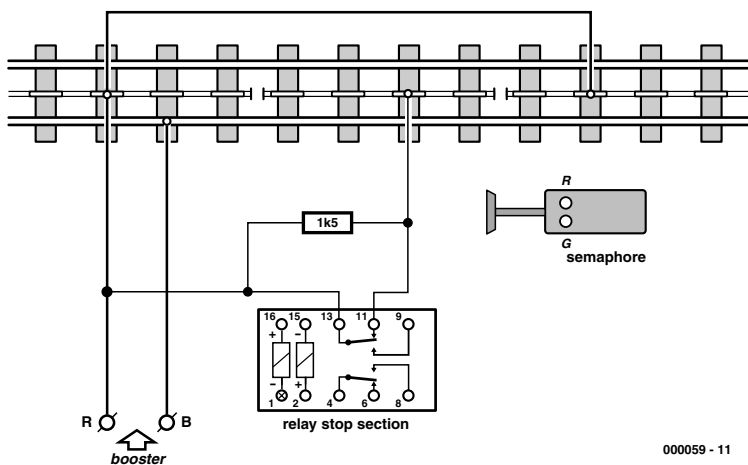 R
G
semaphore
1k5
16 15 13 11 9
+ – – +
1 2 4 6 8
relay stop section
R B
booster
000059 - 11